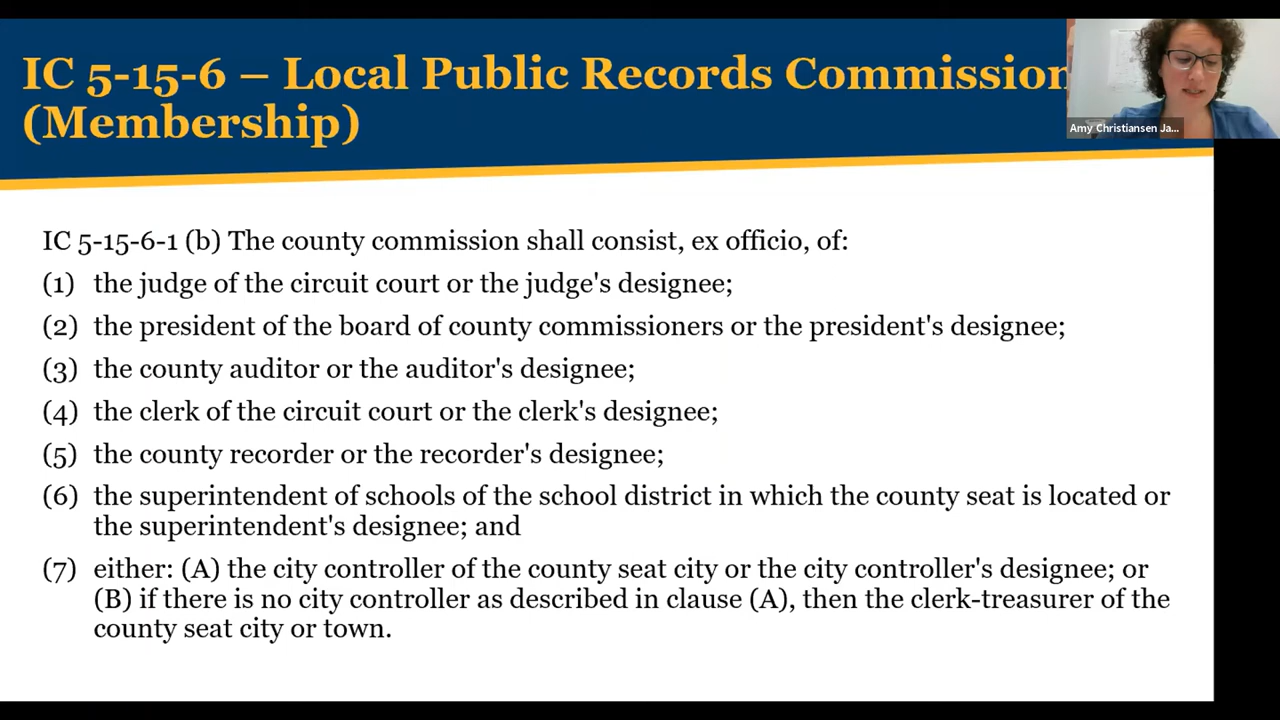 IC 5-15-6 – Local Public Records Commission
(Membership)
Amy Christiansen Ja...
IC 5-15-6-1 (b) The county commission shall consist, ex officio, of:
(1) the judge of the circuit court or the judge's designee;
(2) the president of the board of county commissioners or the president's designee;
(3) the county auditor or the auditor's designee;
(4) the clerk of the circuit court or the clerk's designee;
(5) the county recorder or the recorder's designee;
(6) the superintendent of schools of the school district in which the county seat is located or
the superintendent's designee; and
(7) either: (A) the city controller of the county seat city or the city controller's designee; or
(B) if there is no city controller as described in clause (A), then the clerk-treasurer of the
county seat city or town.